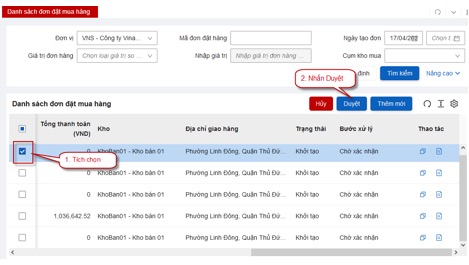 Danh sách đơn đặt mua hàng
Đơn vị VNS - Công ty Vina... Mã đơn đặt hàng Ngày tạo đơn 17/04/ Chọn t
Giá trị đơn hàng Chọn loại giá trị so ... Nhập giá trị Nhập giá trị đơn hàng ... Cụm kho mua
2. Nhấn Duyệt
định Tìm kiếm Nâng cao
Danh sách đơn đặt mua hàng Hủy Duyệt Thêm mới
Tổng thanh toán (VND) Kho Địa chỉ giao hàng Trạng thái Bước xử lý Thao tác
0 KhoBan01 - Kho bán 01 Phường Linh Đông, Quận Thủ Đứ... Khởi tạo Chờ xác nhận
1. Tích chọn
0 KhoBan01 - Kho bán 01 Phường Linh Đông, Quận Thủ Đứ... Khởi tạo Chờ xác nhận
0 KhoBan01 - Kho bán 01 Phường Linh Đông, Quận Thủ Đứ... Khởi tạo Chờ xác nhận
1,036,642.52 KhoBan01 - Kho bán 01 Phường Linh Đông, Quận Thủ Đứ... Khởi tạo Chờ xác nhận
0 KhoBan01 - Kho bán 01 Phường Linh Đông, Quận Thủ Đứ... Khởi tạo Chờ xác nhận